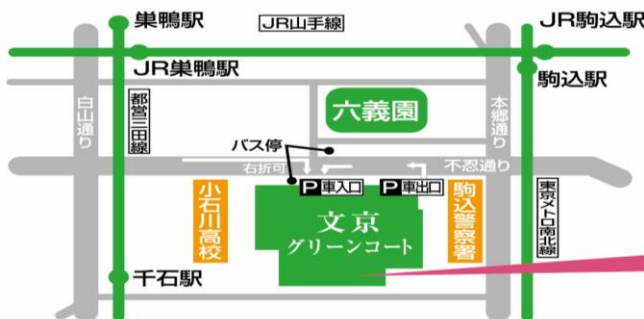 巣鴨駅
JR山手線
JR駒込駅
JR巣鴨駅
駒込駅
白山通り
都営三田線
六義園
本郷通り
バス停
右折可
不忍通り
P車入口
P車出口
小石川高校
文京
グリーンコート
駒込警察署
東京メトロ南北線
千石駅